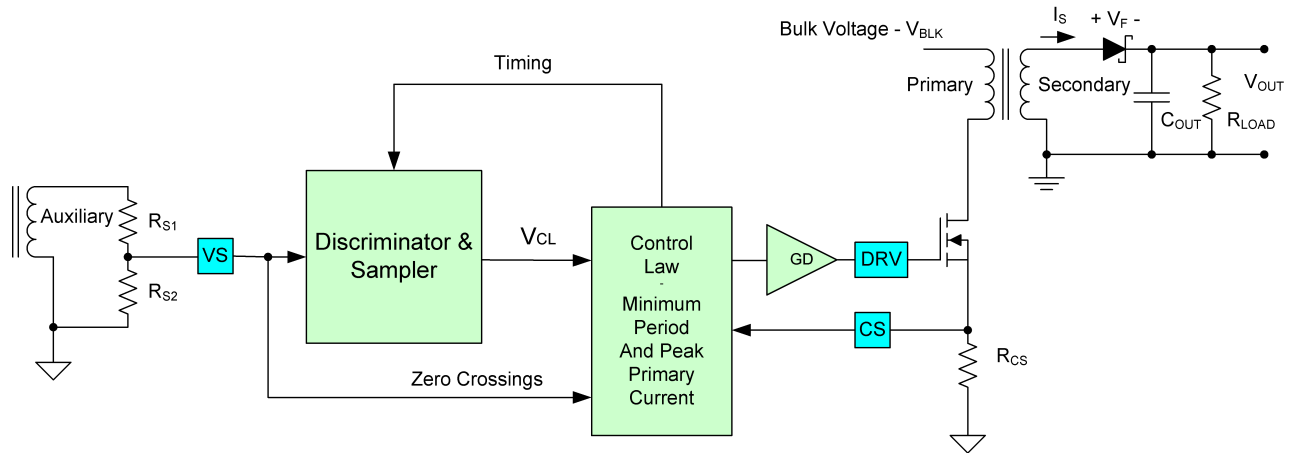 Bulk Voltage - VBLK
IS
+ VF -
Timing
Primary
Secondary
VOUT
COUT
RLOAD
Auxiliary
RS1
RS2
VS
Discriminator &
Sampler
VCL
Control
Law
-
Minimum
Period
And Peak
Primary
Current
GD
DRV
CS
RCS
Zero Crossings